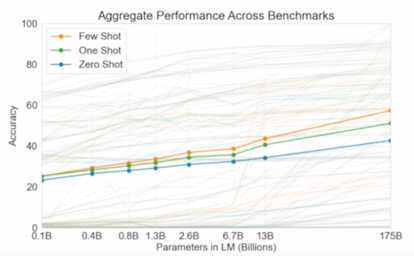 Aggregate Performance Across Benchmarks
100
Few Shot
One Shot
Zero Shot
80
60
40
20
0
Accuracy
0.1B 0.4B 0.8B 1.3B 2.6B 6.7B 13B 175B
Parameters in LM (Billions)